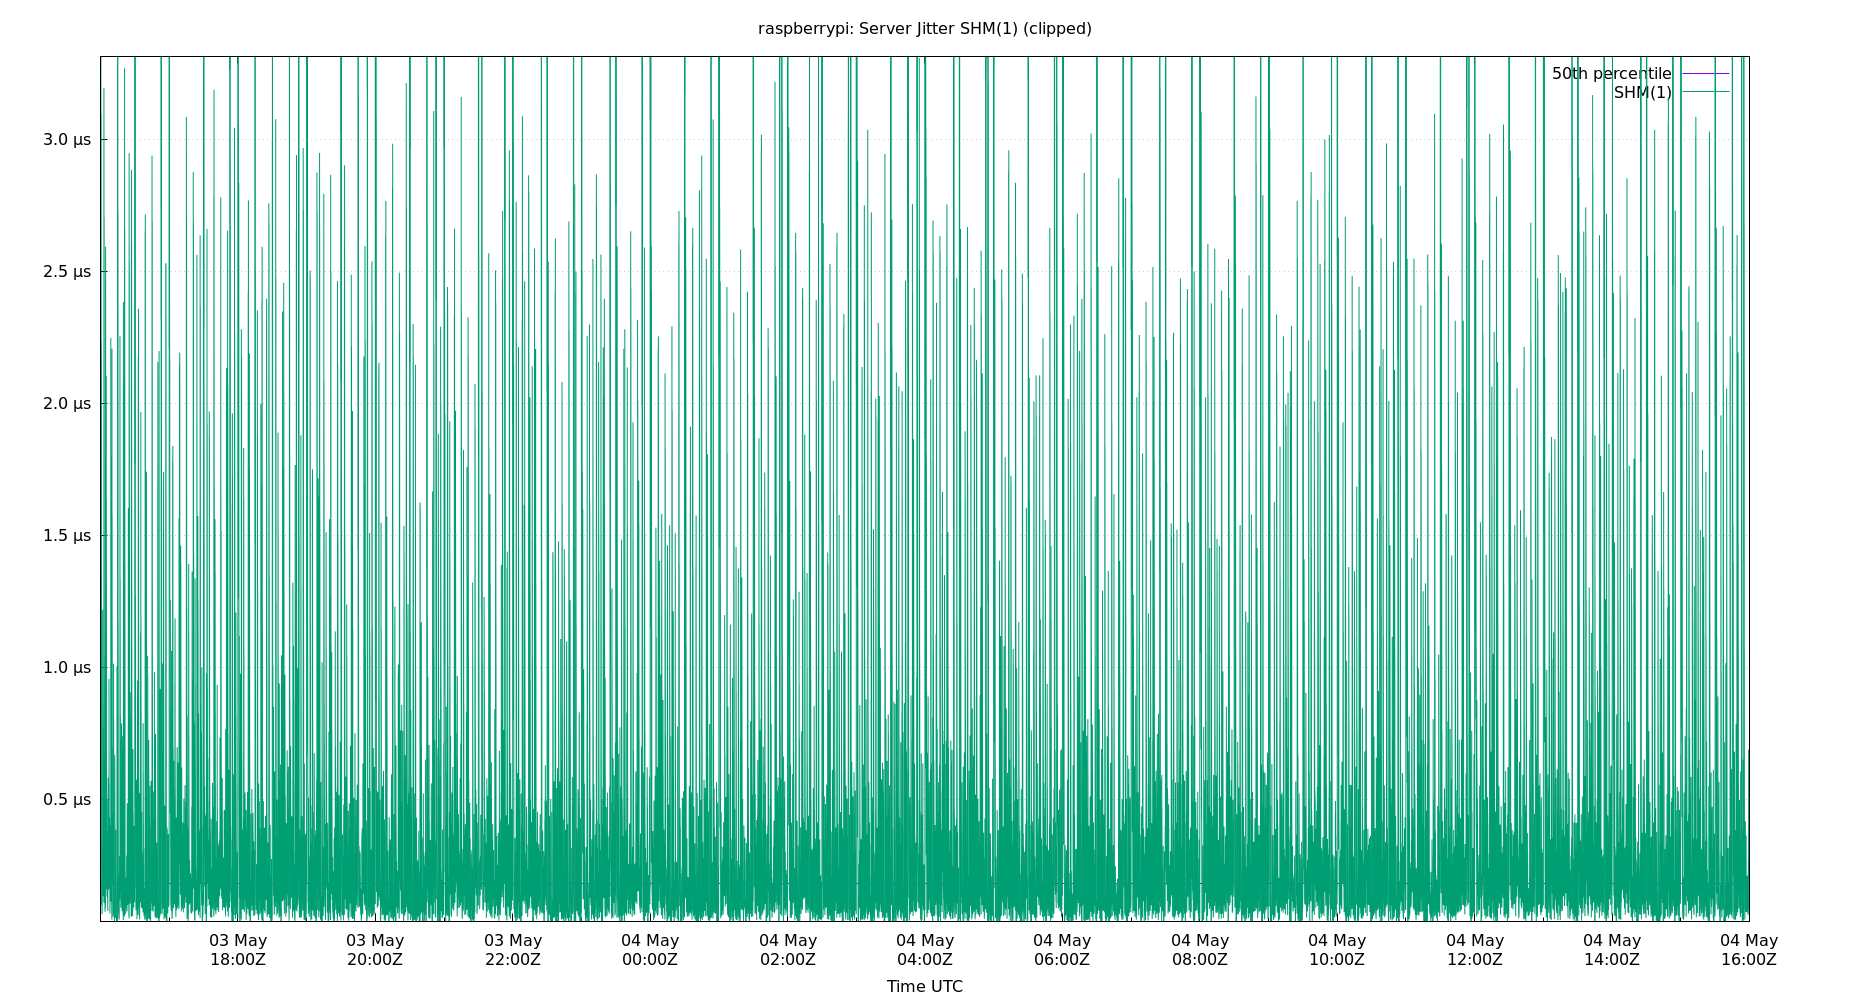 raspberrypi: Server Jitter SHM(1) (clipped)
50th percentile
SHM(1)
3.0 µs
2.5 µs
2.0 µs
1.5 µs
1.0 µs
0.5 µs
03 May 03 May 03 May 04 May 04 May 04 May 04 May 04 May 04 May 04 May 04 May 04 May
18:00Z 20:00Z 22:00Z 00:00Z 02:00Z 04:00Z 06:00Z 08:00Z 10:00Z 12:00Z 14:00Z 16:00Z
Time UTC